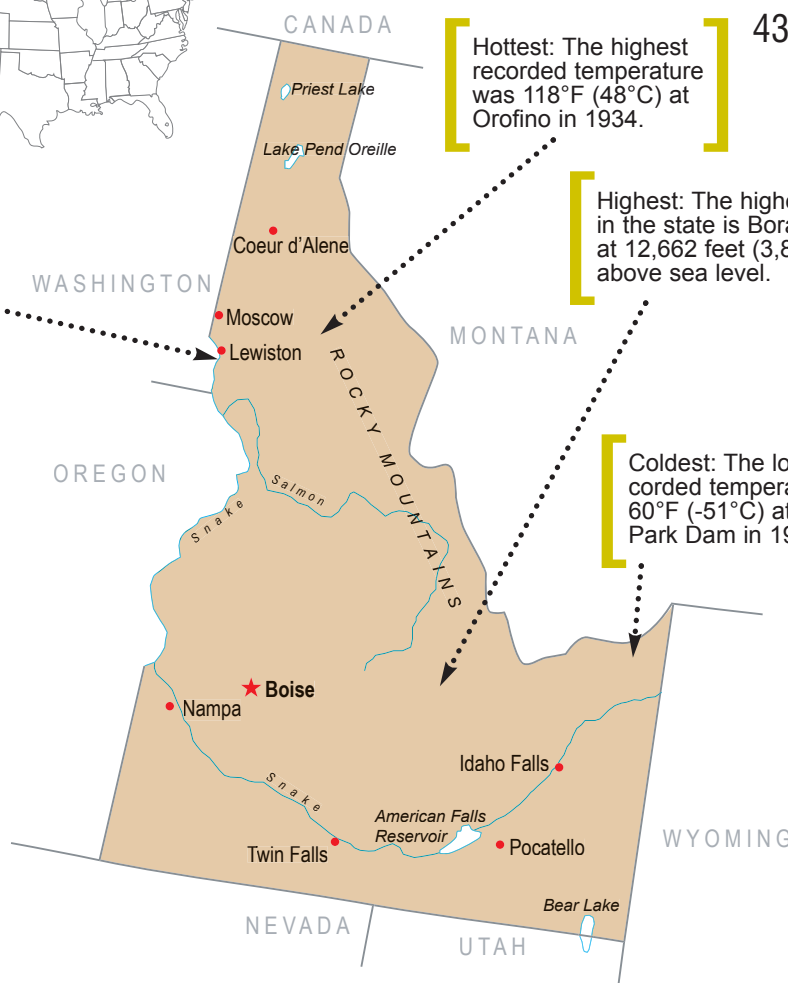 CANADA
43
Hottest: The highest
recorded temperature
was 118°F (48°C) at
Orofino in 1934.
Priest Lake
Lake Pend Oreille
Highest: The highe
in the state is Bora
at 12,662 feet (3,8
above sea level.
Coeur d'Alene
WASHINGTON
Moscow
MONTANA
Lewiston
ROCKY MOUNTAINS
Coldest: The lo
corded tempera
60°F (-51°C) at
Park Dam in 19
OREGON
Salmon
Snake
Boise
Nampa
Idaho Falls
Snake
American Falls
Reservoir
Twin Falls
Pocatello
WYOMING
Bear Lake
NEVADA
UTAH